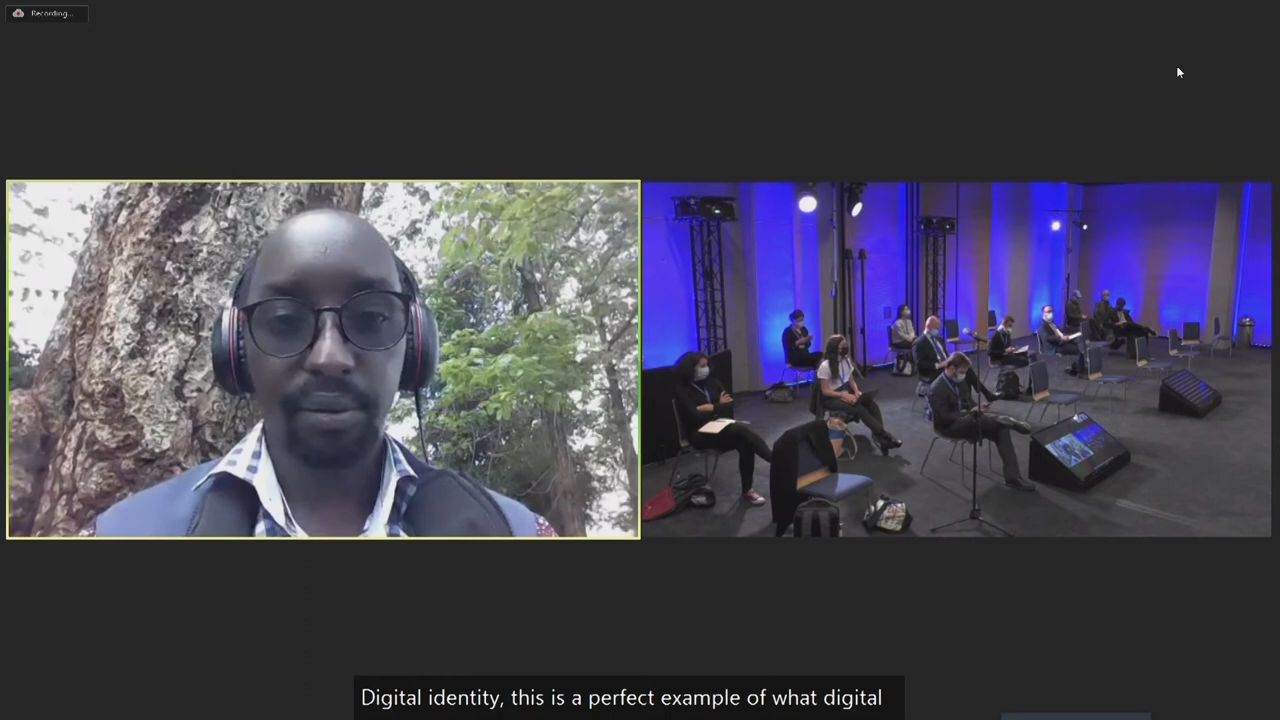 Recording...
Digital identity, this is a perfect example of what digital